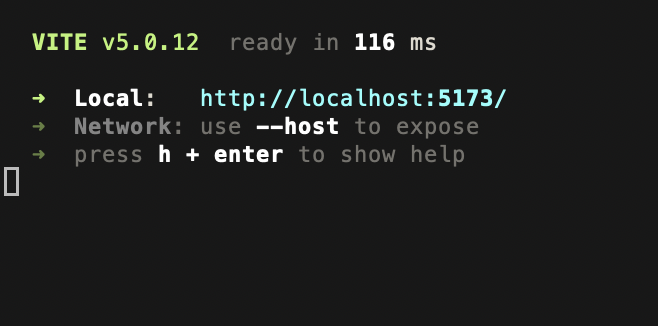 VITE v5.0.12 ready in 116 ms
➜ Local: http://localhost:5173/
➜ Network: use --host to expose
➜ press h + enter to show help